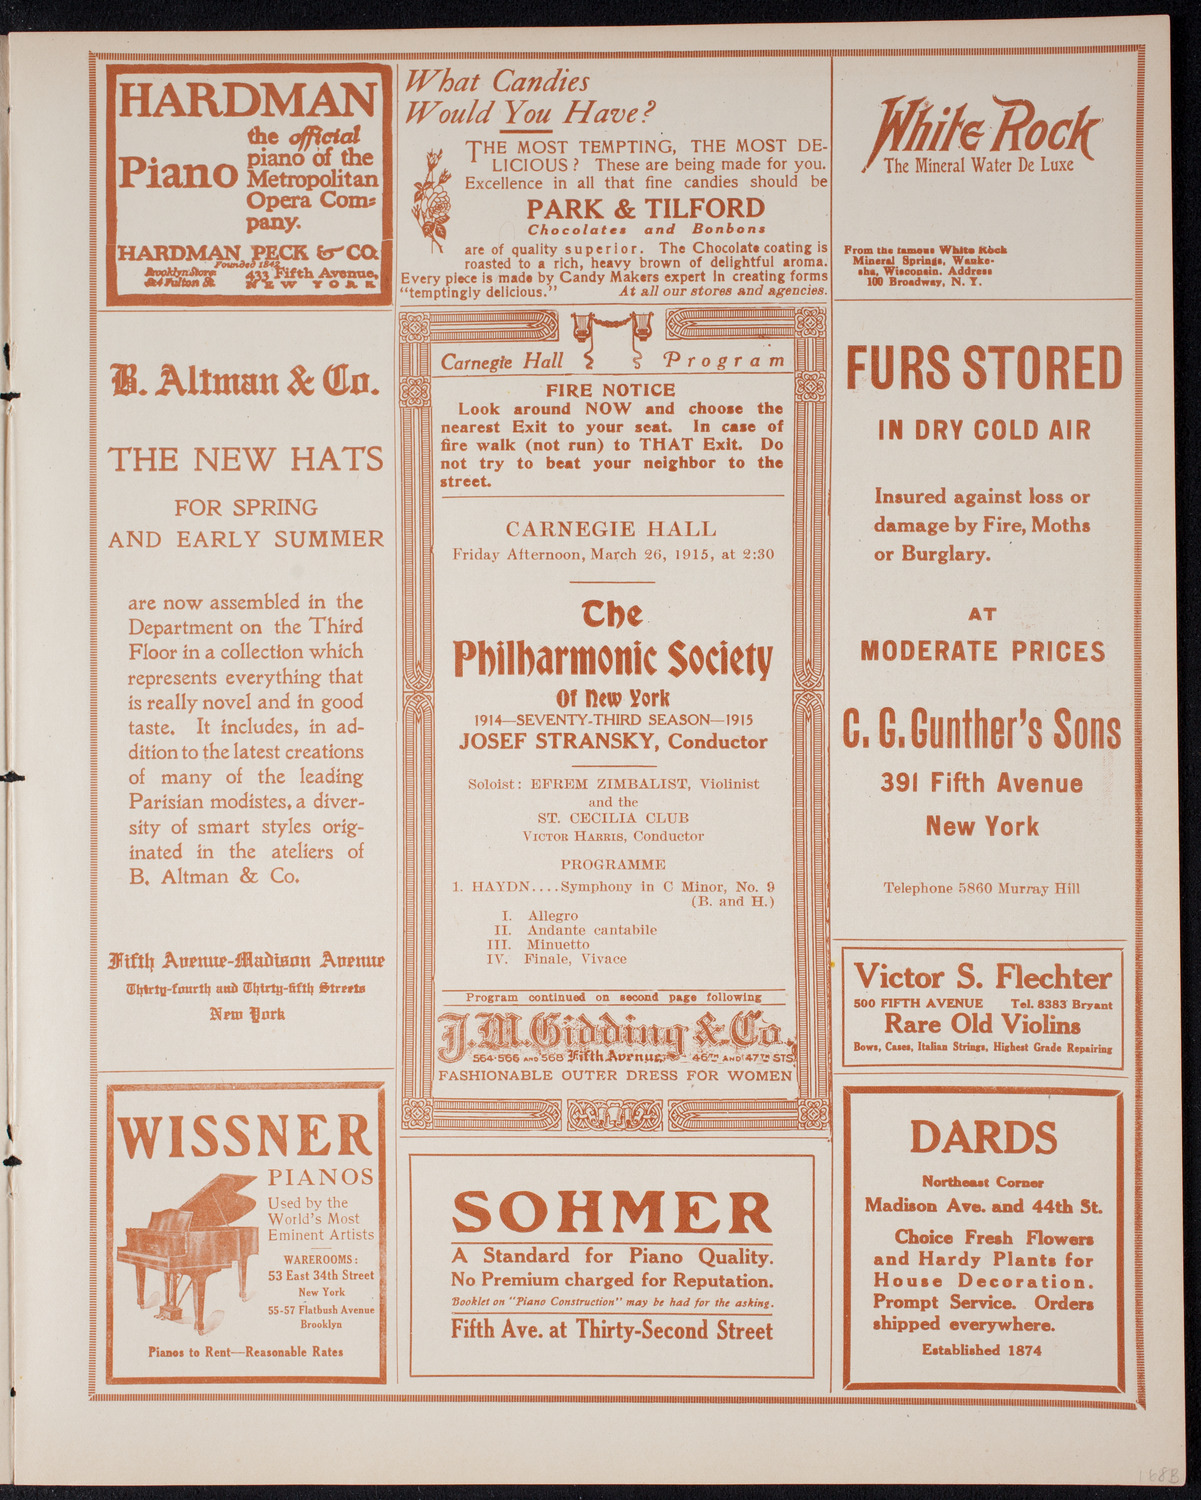 HARDMAN
Piano
the official
piano of the
Metropolitan
Opera Com=
pany.
HARDMAN, PECK & CO.
Founded 1842
Brooklyn Store
524 Fulton St.
433 Fifth Avenue,
NEW YORK
B. Altman & Co.
THE NEW HATS
FOR SPRING
AND EARLY SUMMER
are now assembled in the
Department on the Third
Floor in a collection which
represents everything that
is really novel and in good
taste. It includes, in ad-
dition to the latest creations
of many of the leading
Parisian modistes, a diver-
sity of smart styles orig-
inated in the ateliers of
B. Altman & Co.
Fifth Avenue-Madison Avenue
Thirty-fourth and Thirty-fifth Streets
New York
WISSNER
PIANOS
Used by the
World's Most
Eminent Artists
WAREROOMS:
53 East 34th Street
New York
55-57 Flatbush Avenue
Brooklyn
Pianos to Rent—Reasonable Rates
What Candies
Would You Have?
THE MOST TEMPTING, THE MOST DE-
LICIOUS? These are being made for you.
Excellence in all that fine candies should be
PARK & TILFORD
Chocolates and Bonbons
are of quality superior. The Chocolate coating is
roasted to a rich, heavy brown of delightful aroma.
Every piece is made by Candy Makers expert in creating forms
"temptingly delicious." At all our stores and agencies.
Carnegie Hall Program
FIRE NOTICE
Look around NOW and choose the
nearest Exit to your seat. In case of
fire walk (not run) to THAT Exit. Do
not try to beat your neighbor to the
street.
CARNEGIE HALL
Friday Afternoon, March 26, 1915, at 2:30
The
Philharmonic Society
Of New York
1914—SEVENTY-THIRD SEASON—1915
JOSEF STRANSKY, Conductor
Soloist: EFREM ZIMBALIST, Violinist
and the
ST. CECILIA CLUB
VICTOR HARRIS, Conductor
PROGRAMME
1. HAYDN....Symphony in C Minor, No. 9
(B. and H.)
I. Allegro
II. Andante cantabile
III. Minuetto
IV. Finale, Vivace
Program continued on second page following
J. M. Gidding & Co.
564-566 AND 568 Fifth Avenue, 46TH AND 47TH STS.
FASHIONABLE OUTER DRESS FOR WOMEN
SOHMER
A Standard for Piano Quality.
No Premium charged for Reputation.
Booklet on "Piano Construction" may be had for the asking.
Fifth Ave. at Thirty-Second Street
White Rock
The Mineral Water De Luxe
From the famous White Rock
Mineral Springs, Wauke-
sha, Wisconsin. Address
100 Broadway, N. Y.
FURS STORED
IN DRY COLD AIR
Insured against loss or
damage by Fire, Moths
or Burglary.
AT
MODERATE PRICES
C. G. Gunther's Sons
391 Fifth Avenue
New York
Telephone 5860 Murray Hill
Victor S. Flechter
500 FIFTH AVENUE Tel. 8383 Bryant
Rare Old Violins
Bows, Cases, Italian Strings, Highest Grade Repairing
DARDS
Northeast Corner
Madison Ave. and 44th St.
Choice Fresh Flowers
and Hardy Plants for
House Decoration.
Prompt Service. Orders
shipped everywhere.
Established 1874
168B